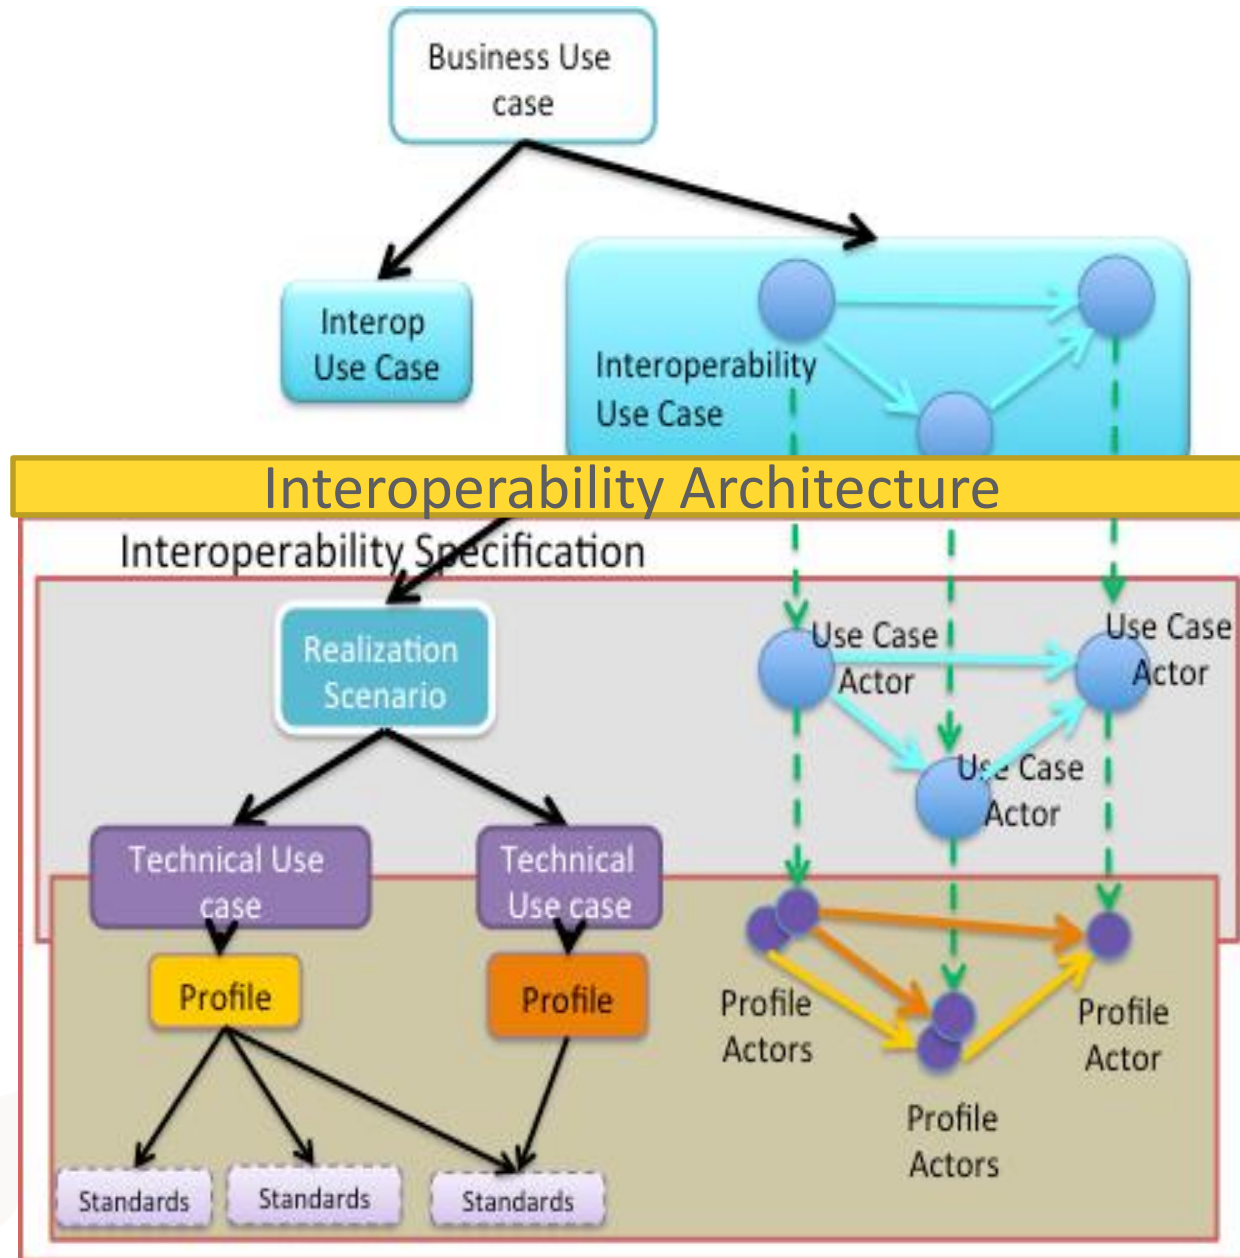 Business Use
case
Interop
Use Case
Interoperability
Use Case
Interoperability Architecture
Interoperability Specification
Realization
Scenario
Use Case
Actor
Use Case
Actor
Use Case
Actor
Technical Use
case
Technical
Use case
Profile
Profile
Profile
Actors
Profile
Actor
Profile
Actors
Standards
Standards
Standards